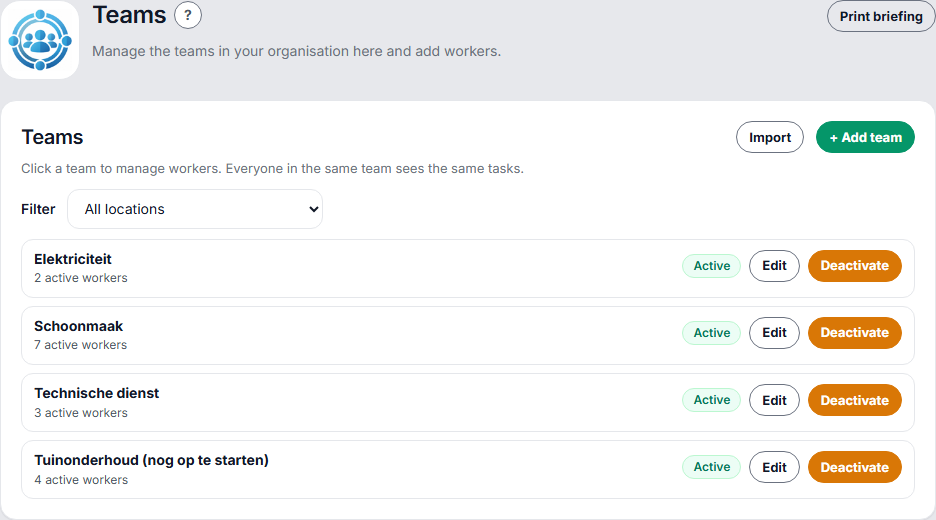 Teams ?
Print briefing
Manage the teams in your organisation here and add workers.
Teams
Import
+ Add team
Click a team to manage workers. Everyone in the same team sees the same tasks.
Filter
All locations
Elektriciteit
2 active workers
Active
Edit
Deactivate
Schoonmaak
7 active workers
Active
Edit
Deactivate
Technische dienst
3 active workers
Active
Edit
Deactivate
Tuinonderhoud (nog op te starten)
4 active workers
Active
Edit
Deactivate